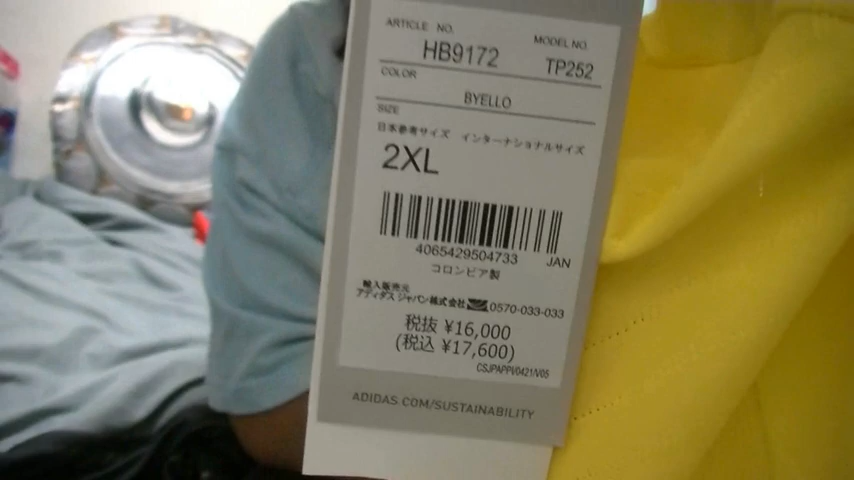 ARTICLE NO.
MODEL NO.
HB9172
TP252
COLOR
BYELLO
SIZE
日本参考サイズ インターナショナルサイズ
2XL
4065429504733 JAN
コロンビア製
輸入販売元
アディダス ジャパン株式会社 0570-033-033
税抜 ¥16,000
(税込 ¥17,600)
CSJPAPPI/0421/V05
ADIDAS.COM/SUSTAINABILITY